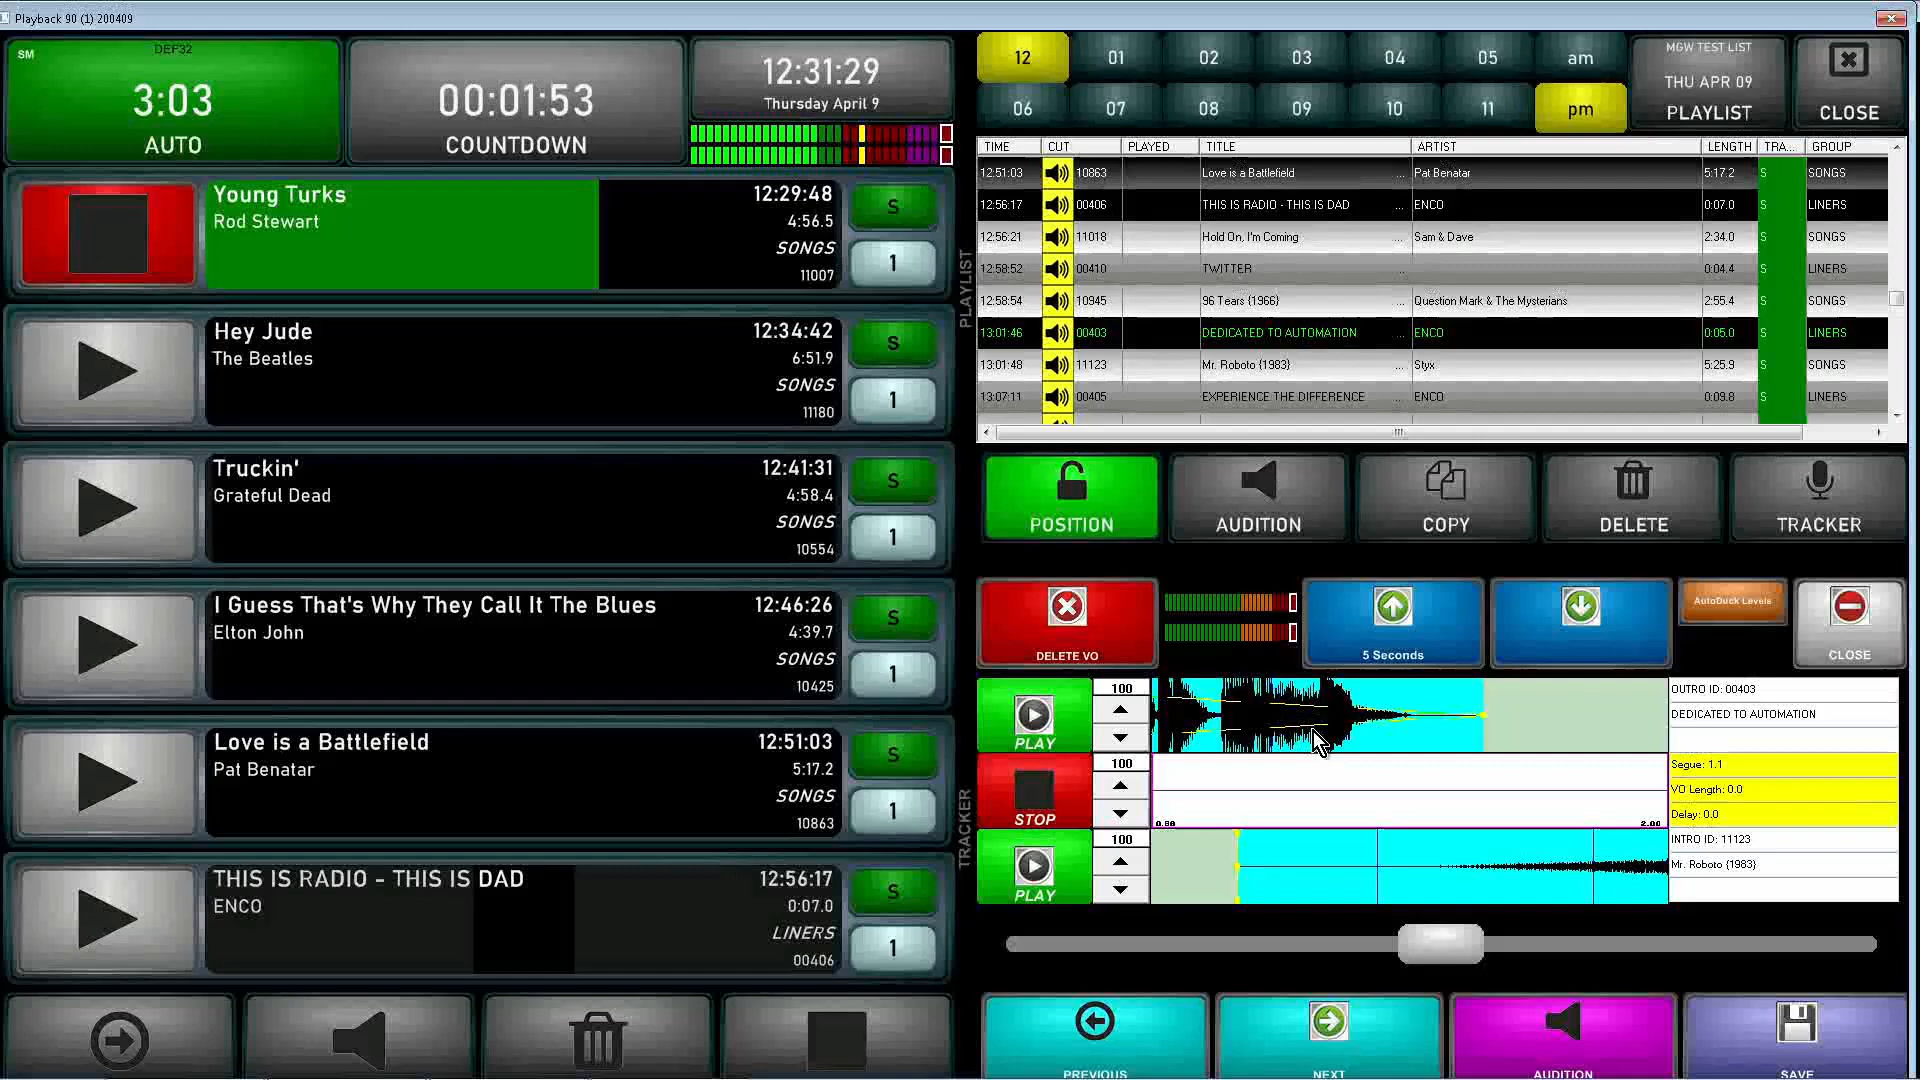 Playback 90 (1) 200409
SM
DEF32
3:03
AUTO
00:01:53
COUNTDOWN
12:31:29
Thursday April 9
Young Turks
Rod Stewart
12:29:48
4:56.5
SONGS
11007
S
1
Hey Jude
The Beatles
12:34:42
6:51.9
SONGS
11180
S
1
Truckin'
Grateful Dead
12:41:31
4:58.4
SONGS
10554
S
1
I Guess That's Why They Call It The Blues
Elton John
12:46:26
4:39.7
SONGS
10425
S
1
Love is a Battlefield
Pat Benatar
12:51:03
5:17.2
SONGS
10863
S
1
THIS IS RADIO - THIS IS DAD
ENCO
12:56:17
0:07.0
LINERS
00406
S
1
12 01 02 03 04 05 am
06 07 08 09 10 11 pm
MGW TEST LIST
THU APR 09
PLAYLIST
CLOSE
PLAYLIST
TIME CUT PLAYED TITLE ARTIST LENGTH TRA... GROUP
12:51:03 10863 Love is a Battlefield Pat Benatar 5:17.2 S SONGS
12:56:17 00406 THIS IS RADIO - THIS IS DAD ... ENCO 0:07.0 S LINERS
12:56:21 11018 Hold On, I'm Coming ... Sam & Dave 2:34.0 S SONGS
12:58:52 00410 TWITTER .. 0:04.4 S LINERS
12:58:54 10945 96 Tears {1966} ... Question Mark & The Mysterians 2:55.4 S SONGS
13:01:46 00403 DEDICATED TO AUTOMATION ... ENCO 0:05.0 S LINERS
13:01:48 11123 Mr. Roboto {1983} ... Styx 5:25.9 S SONGS
13:07:11 00405 EXPERIENCE THE DIFFERENCE ... ENCO 0:09.8 S LINERS
POSITION
AUDITION
COPY
DELETE
TRACKER
TRACKER
DELETE VO
5 Seconds
AutoDuck Levels
CLOSE
PLAY
100
OUTRO ID: 00403
DEDICATED TO AUTOMATION
STOP
100
0.98
2.00
Segue: 1.1
VO Length: 0.0
Delay: 0.0
PLAY
100
INTRO ID: 11123
Mr. Roboto {1983}
PREVIOUS
NEXT
AUDITION
SAVE